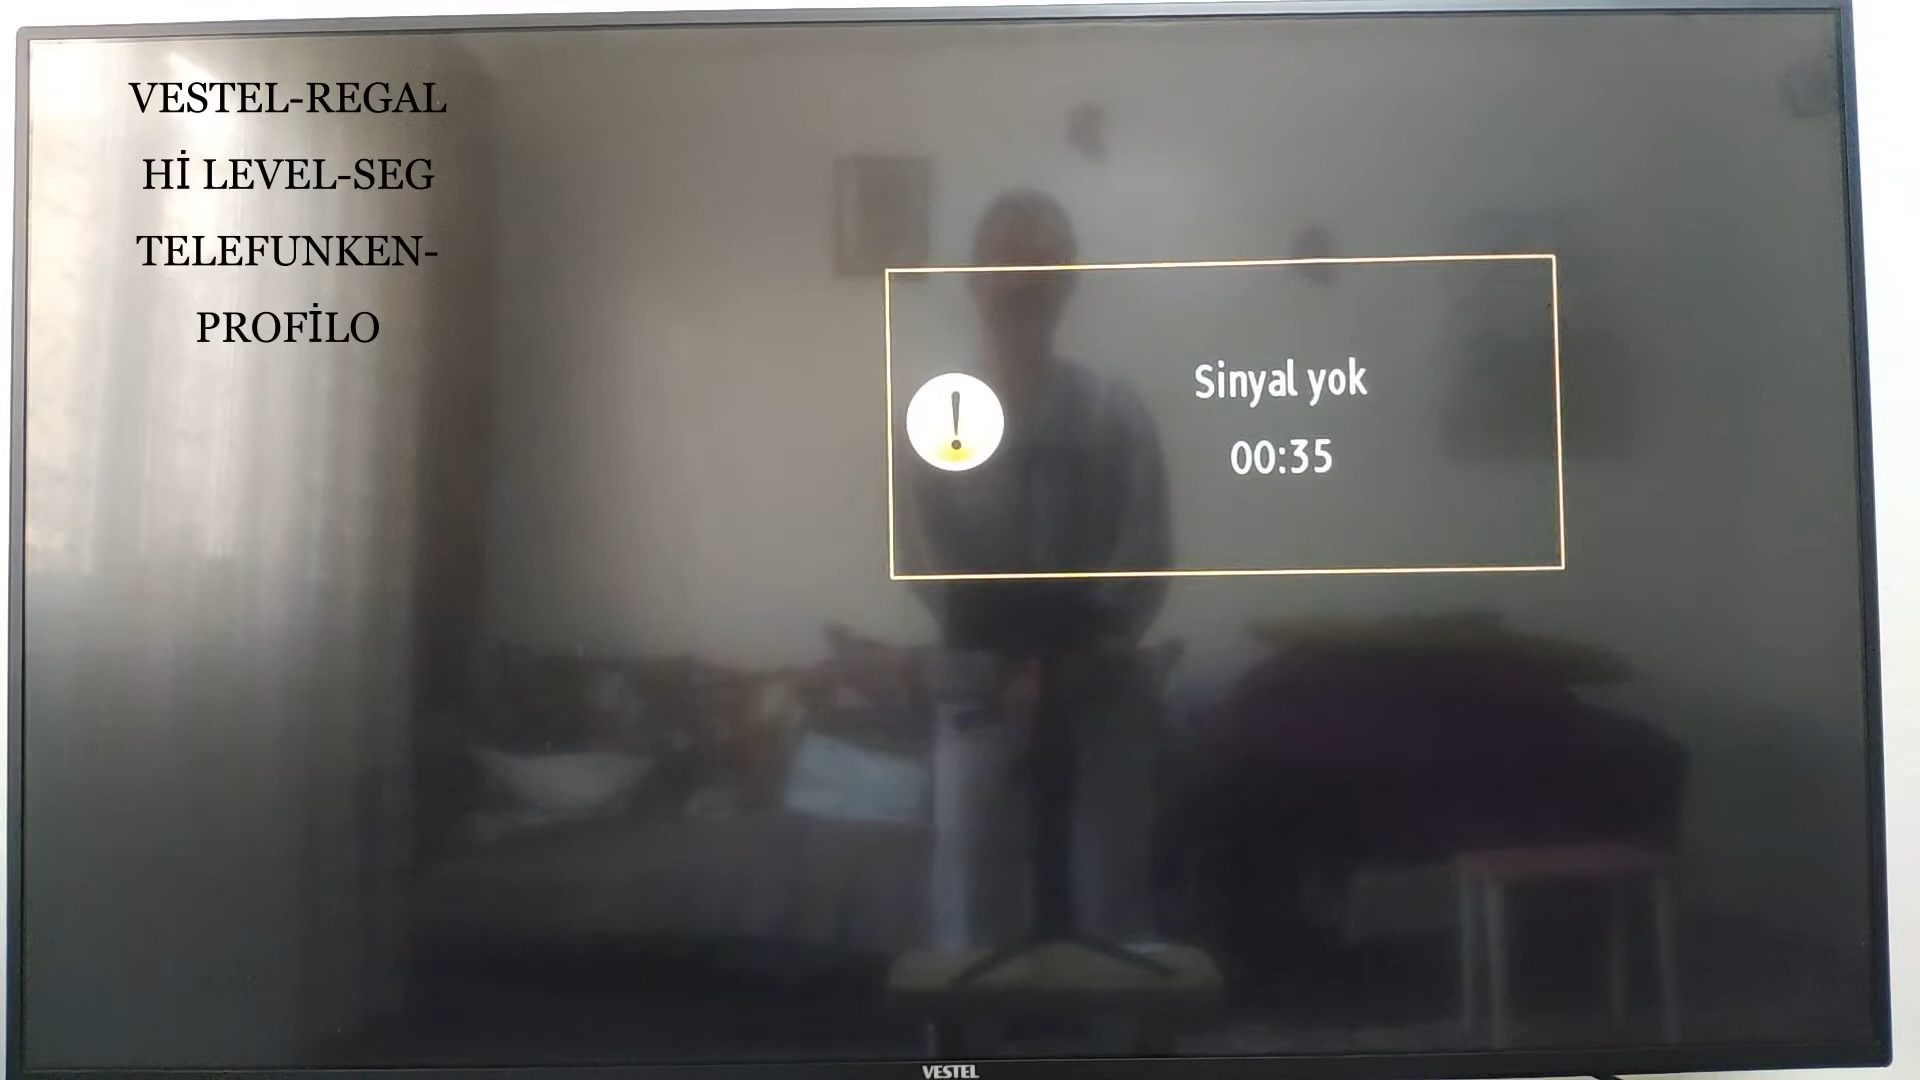 VESTEL-REGAL
Hİ LEVEL-SEG
TELEFUNKEN-
PROFİLO
Sinyal yok
00:35
VESTEL